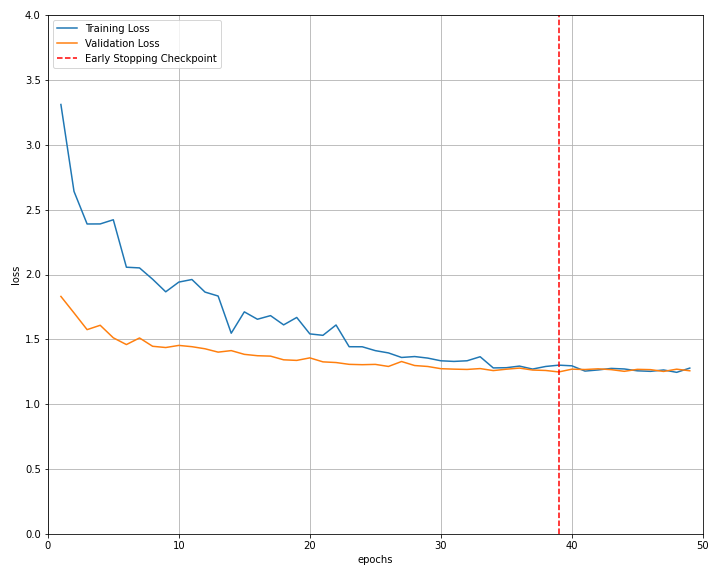 4.0
Training Loss
Validation Loss
Early Stopping Checkpoint
3.5
3.0
2.5
2.0
loss
1.5
1.0
0.5
0.0
0 10 20 30 40 50
epochs